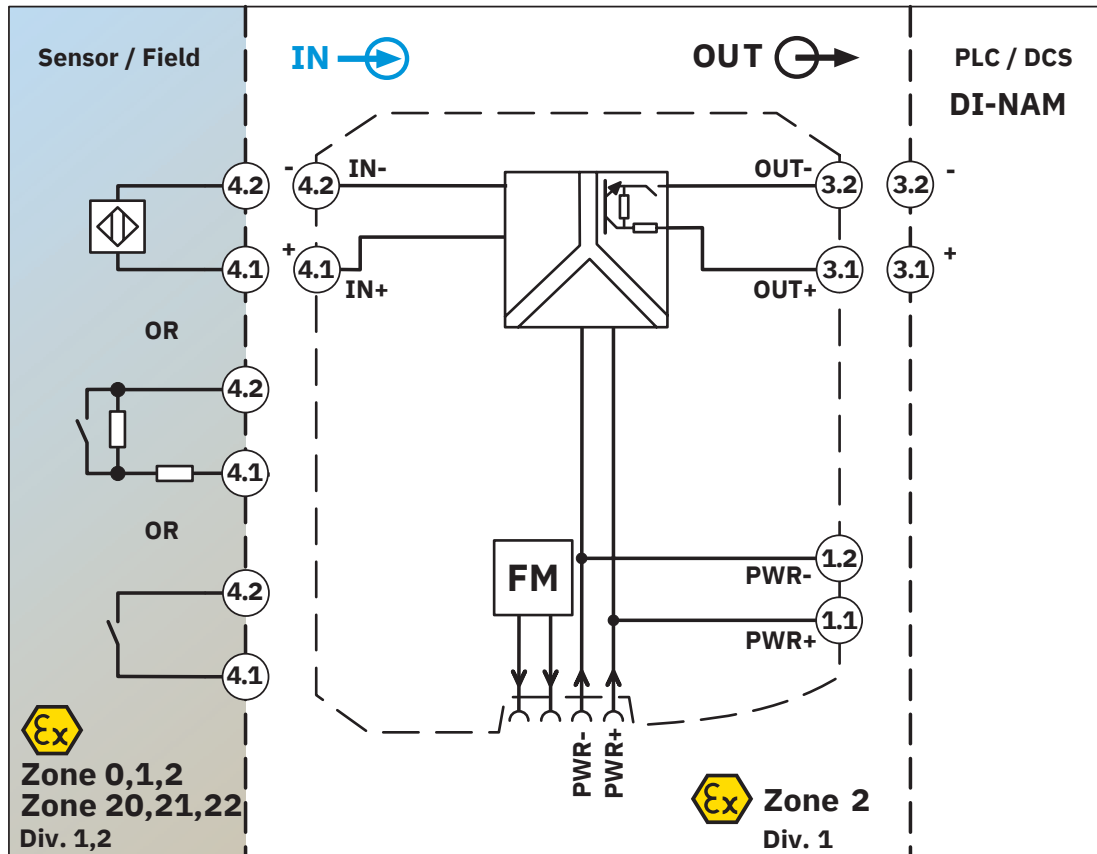 Sensor / Field
IN
OUT
PLC / DCS
DI-NAM
4.2
-
4.2
IN-
OUT-
3.2
3.2
-
4.1
+
4.1
IN+
OUT+
3.1
3.1
+
OR
4.2
4.1
OR
FM
PWR-
1.2
4.2
PWR+
1.1
4.1
PWR-
PWR+
Ex
Zone 0,1,2
Zone 20,21,22
Div. 1,2
Ex
Zone 2
Div. 1